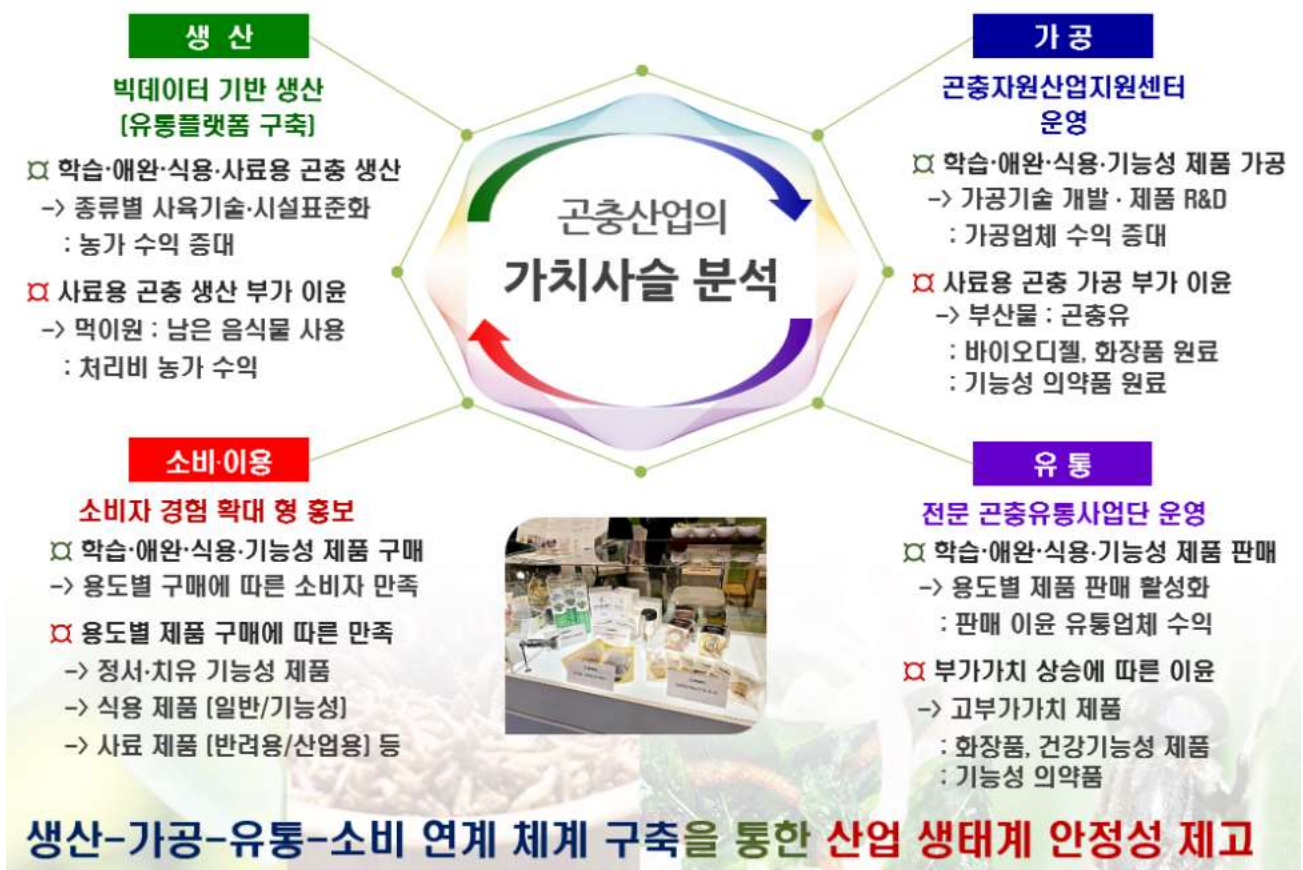 생 산
빅데이터 기반 생산
(유통플랫폼 구축)
¤ 학습·애완·식용·사료용 곤충 생산
-> 종류별 사육기술·시설표준화
: 농가 수익 증대
¤ 사료용 곤충 생산 부가 이윤
-> 먹이원 : 남은 음식물 사용
: 처리비 농가 수익
가 공
곤충자원산업지원센터
운영
¤ 학습·애완·식용·기능성 제품 가공
-> 가공기술 개발 · 제품 R&D
: 가공업체 수익 증대
¤ 사료용 곤충 가공 부가 이윤
-> 부산물 : 곤충유
: 바이오디젤, 화장품 원료
: 기능성 의약품 원료
곤충산업의
가치사슬 분석
소비·이용
소비자 경험 확대 형 홍보
¤ 학습·애완·식용·기능성 제품 구매
-> 용도별 구매에 따른 소비자 만족
¤ 용도별 제품 구매에 따른 만족
-> 정서·치유 기능성 제품
-> 식용 제품 (일반/기능성)
-> 사료 제품 (반려용/산업용) 등
유 통
전문 곤충유통사업단 운영
¤ 학습·애완·식용·기능성 제품 판매
-> 용도별 제품 판매 활성화
: 판매 이윤 유통업체 수익
¤ 부가가치 상승에 따른 이윤
-> 고부가가치 제품
: 화장품, 건강기능성 제품
: 기능성 의약품
생산-가공-유통-소비 연계 체계 구축을 통한 산업 생태계 안정성 제고